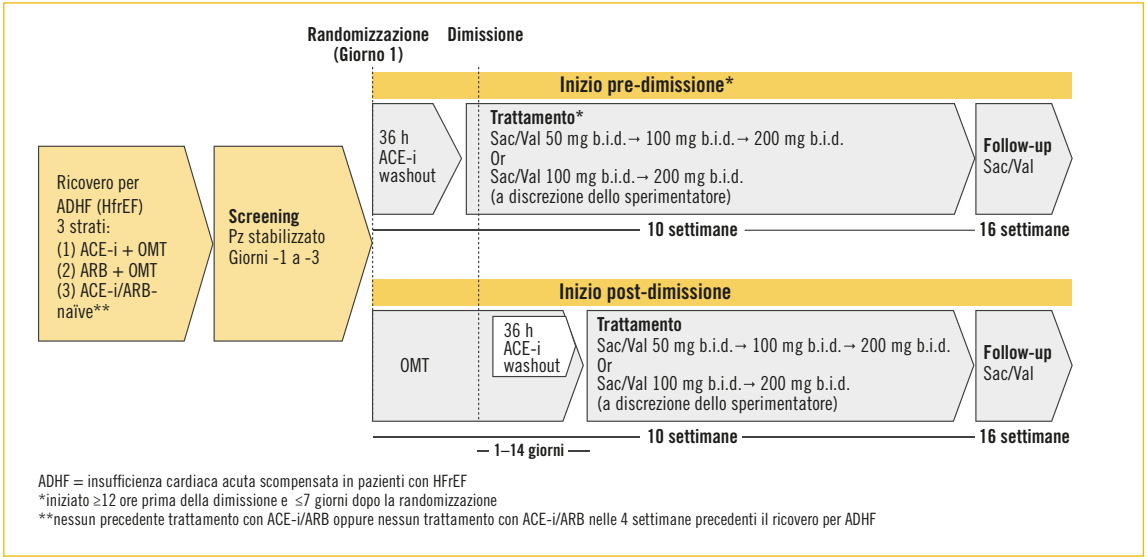 Randomizzazione
(Giorno 1)
Dimissione
Inizio pre-dimissione*
Ricovero per
ADHF (HfrEF)
3 strati:
(1) ACE-i + OMT
(2) ARB + OMT
(3) ACE-i/ARB-
naïve**
Screening
Pz stabilizzato
Giorni -1 a -3
36 h
ACE-i
washout
Trattamento*
Sac/Val 50 mg b.i.d.→ 100 mg b.i.d.→ 200 mg b.i.d.
Or
Sac/Val 100 mg b.i.d.→ 200 mg b.i.d.
(a discrezione dello sperimentatore)
Follow-up
Sac/Val
10 settimane
16 settimane
Inizio post-dimissione
OMT
36 h
ACE-i
washout
Trattamento
Sac/Val 50 mg b.i.d.→ 100 mg b.i.d.→ 200 mg b.i.d.
Or
Sac/Val 100 mg b.i.d.→ 200 mg b.i.d.
(a discrezione dello sperimentatore)
Follow-up
Sac/Val
10 settimane
16 settimane
1–14 giorni
ADHF = insufficienza cardiaca acuta scompensata in pazienti con HFrEF
*iniziato ≥12 ore prima della dimissione e ≤7 giorni dopo la randomizzazione
**nessun precedente trattamento con ACE-i/ARB oppure nessun trattamento con ACE-i/ARB nelle 4 settimane precedenti il ricovero per ADHF